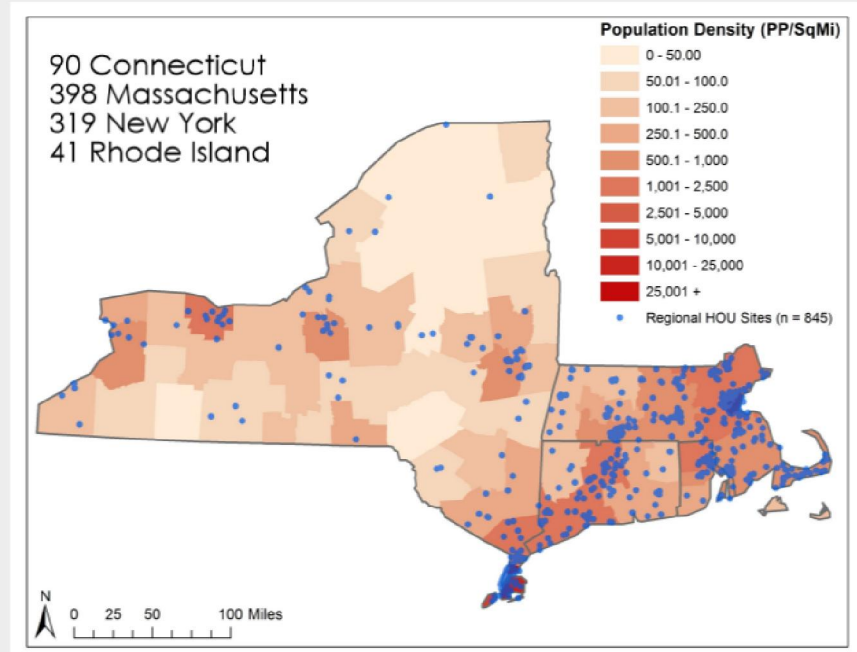 90 Connecticut
398 Massachusetts
319 New York
41 Rhode Island
Population Density (PP/SqMi)
0 - 50.00
50.01 - 100.0
100.1 - 250.0
250.1 - 500.0
500.1 - 1,000
1,001 - 2,500
2,501 - 5,000
5,001 - 10,000
10,001 - 25,000
25,001 +
Regional HOU Sites (n = 845)
N
0 25 50 100 Miles